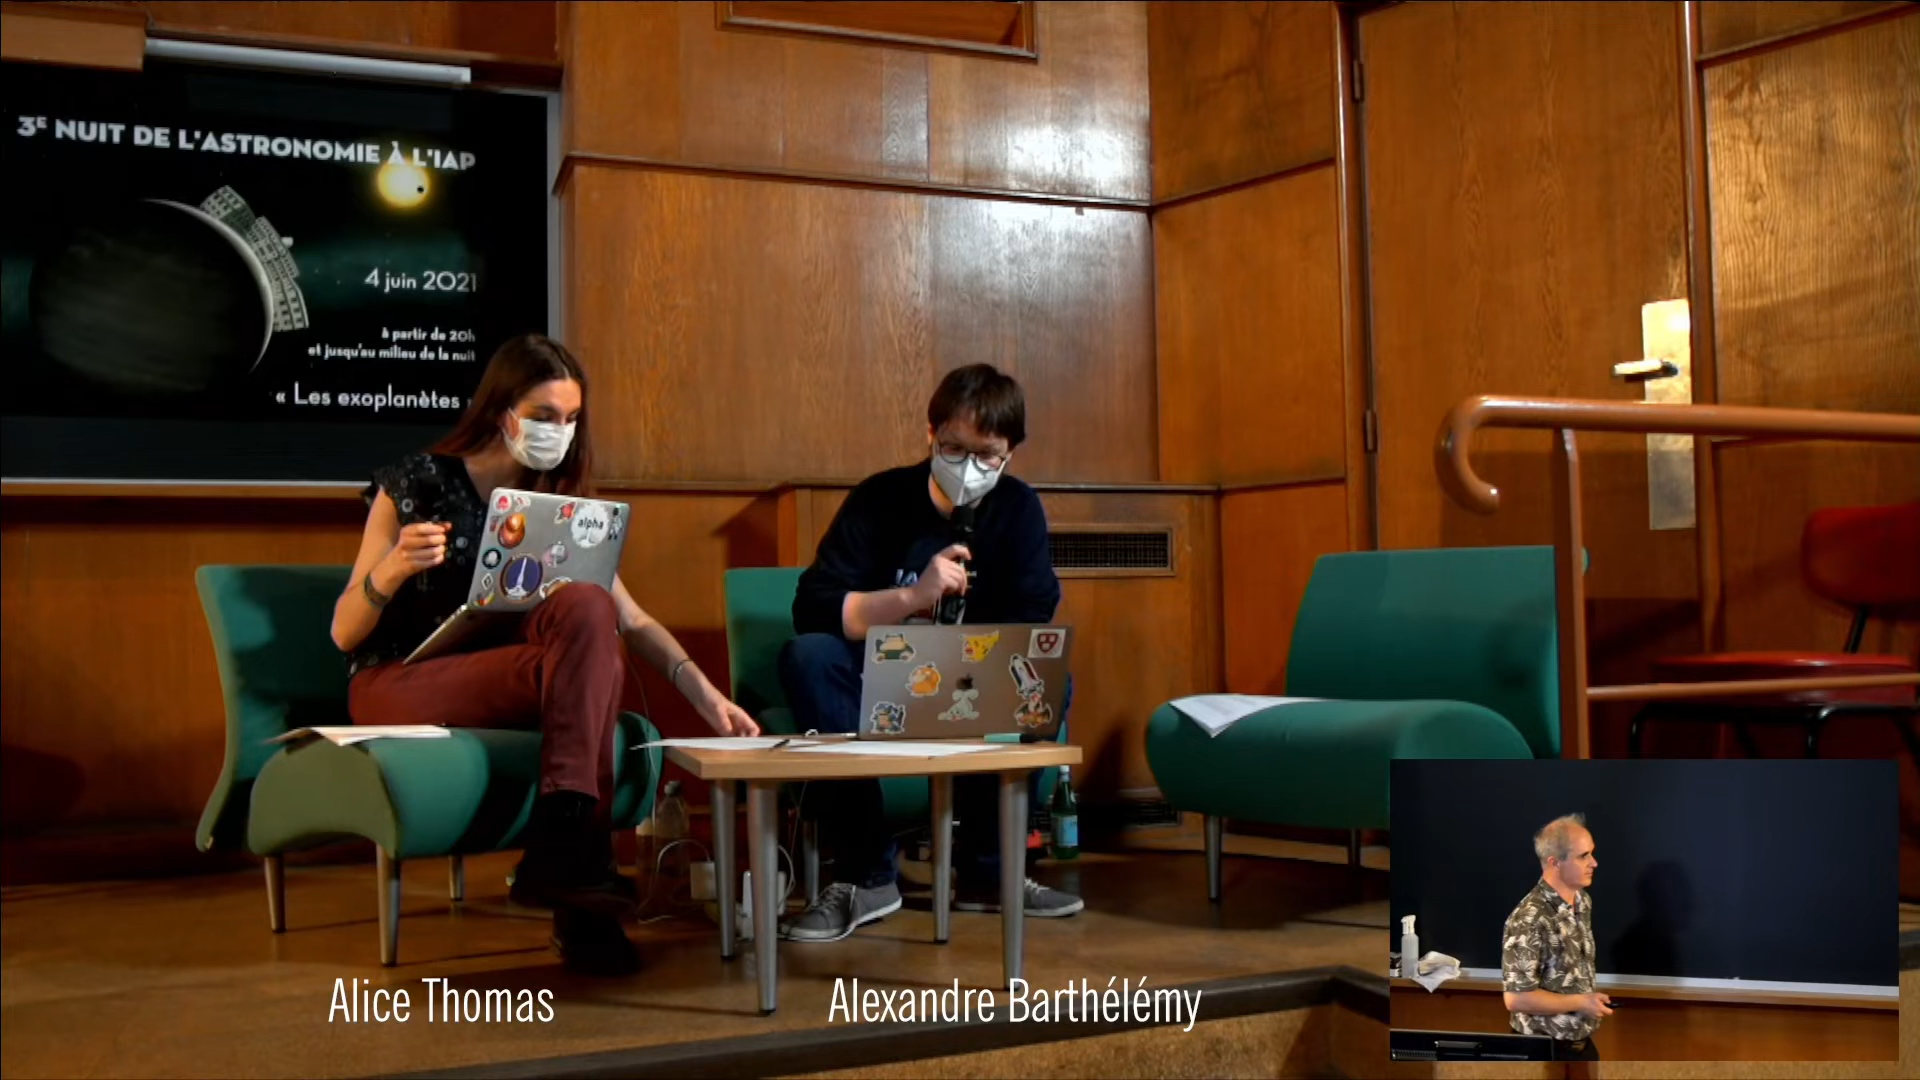 3E NUIT DE L'ASTRONOMIE À L'IAP
4 juin 2021
à partir de 20h
et jusqu'au milieu de la nuit
« Les exoplanètes »
alpha
Alice Thomas
Alexandre Barthélémy